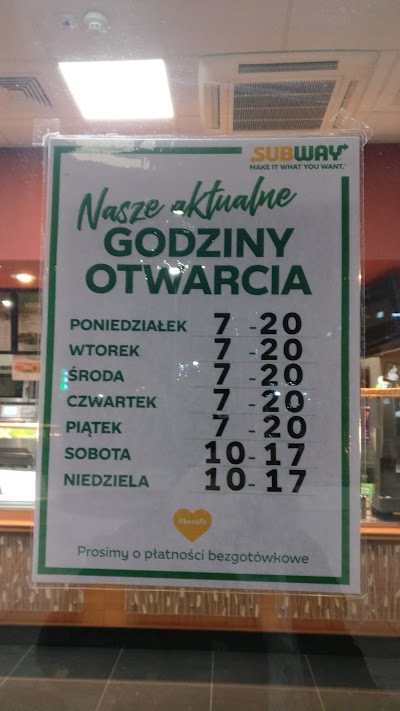 SUBWAY
MAKE IT WHAT YOU WANT.
Nasze aktualne
GODZINY
OTWARCIA
PONIEDZIAŁEK 7 - 20
WTOREK 7 - 20
ŚRODA 7 - 20
CZWARTEK 7 - 20
PIĄTEK 7 - 20
SOBOTA 10 - 17
NIEDZIELA 10 - 17
#besafe
Prosimy o płatności bezgotówkowe